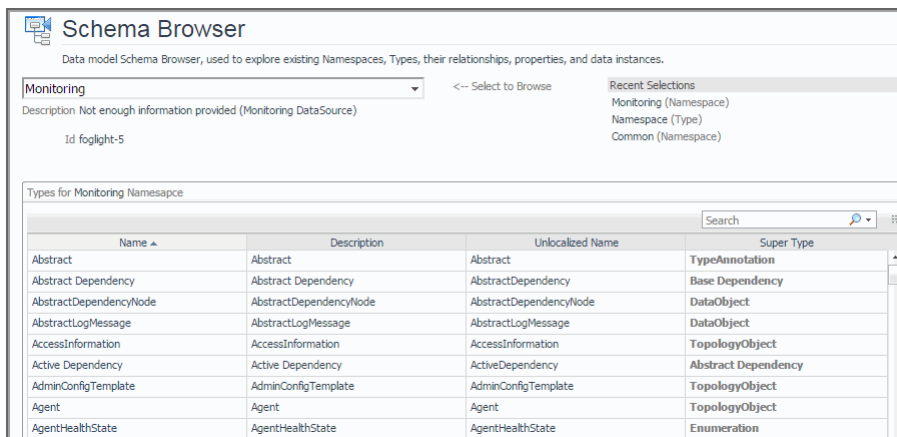 Schema Browser
Data model Schema Browser, used to explore existing Namespaces, Types, their relationships, properties, and data instances.
Monitoring <-- Select to Browse Recent Selections
Description Not enough information provided (Monitoring DataSource) Monitoring (Namespace)
Namespace (Type)
Id foglight-5 Common (Namespace)
Types for Monitoring Namesapce
Search
Name Description Unlocalized Name Super Type
Abstract Abstract Abstract TypeAnnotation
Abstract Dependency Abstract Dependency AbstractDependency Base Dependency
AbstractDependencyNode AbstractDependencyNode AbstractDependencyNode DataObject
AbstractLogMessage AbstractLogMessage AbstractLogMessage DataObject
AccessInformation AccessInformation AccessInformation TopologyObject
Active Dependency Active Dependency ActiveDependency Abstract Dependency
AdminConfigTemplate AdminConfigTemplate AdminConfigTemplate TopologyObject
Agent Agent Agent TopologyObject
AgentHealthState AgentHealthState AgentHealthState Enumeration